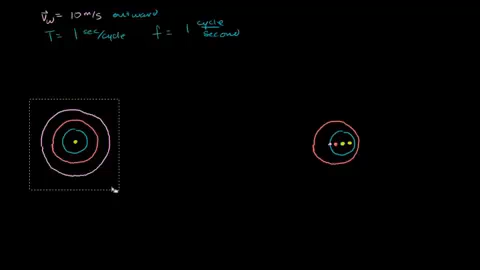 v⃗w = 10 m/s outward
T = 1 sec/cycle f = 1 cycle/second